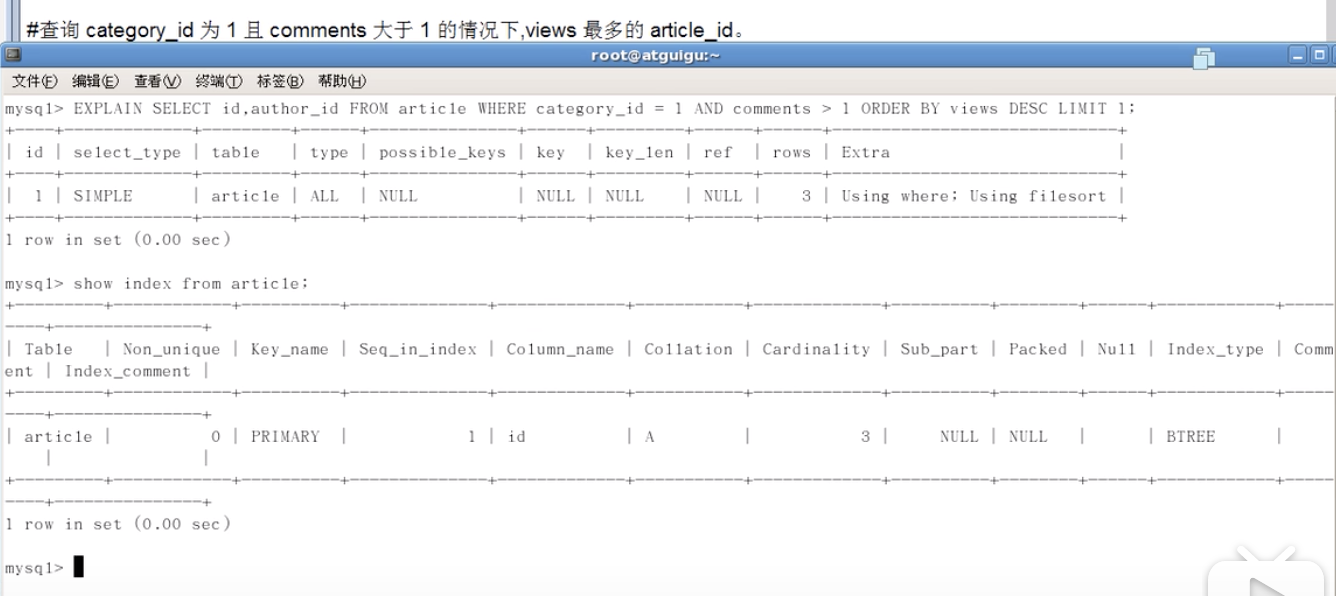 #查询 category_id 为 1 且 comments 大于 1 的情况下,views 最多的 article_id。
root@atguigu:~
文件(F) 编辑(E) 查看(V) 终端(T) 标签(B) 帮助(H)
mysql> EXPLAIN SELECT id,author_id FROM article WHERE category_id = 1 AND comments > 1 ORDER BY views DESC LIMIT 1;
+----+-------------+---------+------+---------------+------+---------+------+------+-----------------------------+
| id | select_type | table   | type | possible_keys | key  | key_len | ref  | rows | Extra                       |
+----+-------------+---------+------+---------------+------+---------+------+------+-----------------------------+
|  1 | SIMPLE      | article | ALL  | NULL          | NULL | NULL    | NULL |    3 | Using where; Using filesort |
+----+-------------+---------+------+---------------+------+---------+------+------+-----------------------------+
1 row in set (0.00 sec)
mysql> show index from article;
+---------+------------+----------+--------------+-------------+-----------+-------------+----------+--------+------+------------+-----
----+---------------+
| Table   | Non_unique | Key_name | Seq_in_index | Column_name | Collation | Cardinality | Sub_part | Packed | Null | Index_type | Comm
ent | Index_comment |
+---------+------------+----------+--------------+-------------+-----------+-------------+----------+--------+------+------------+-----
----+---------------+
| article |          0 | PRIMARY  |            1 | id          | A         |           3 |     NULL | NULL   |      | BTREE      |
    |               |
+---------+------------+----------+--------------+-------------+-----------+-------------+----------+--------+------+------------+-----
----+---------------+
1 row in set (0.00 sec)
mysql>